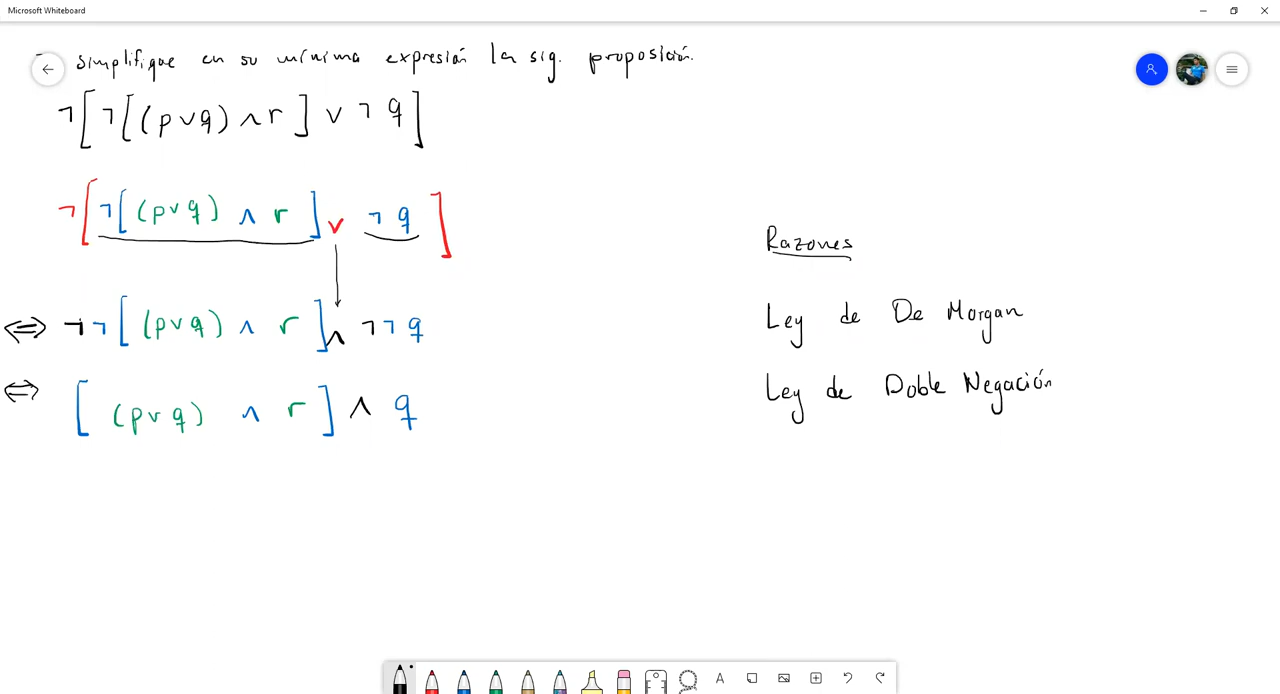 Microsoft Whiteboard
simplifique en su mínima expresión la sig. proposición.
¬[¬[(p∨q)∧r]∨¬q]
¬[¬[(p∨q)∧r]∨¬q]
Razones
⇔ ¬¬[(p∨q)∧r]∧¬¬q
Ley de De Morgan
⇔ [(p∨q)∧r]∧q
Ley de Doble Negación
A